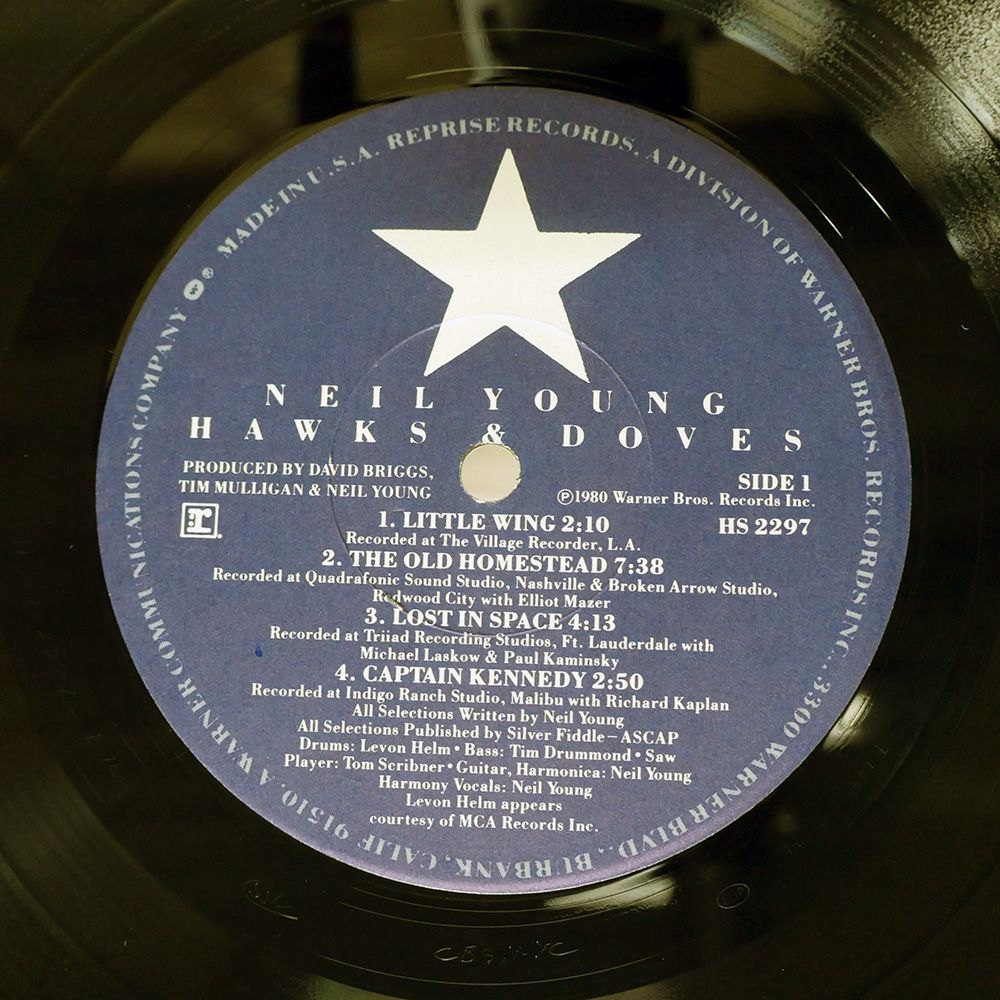 MADE IN U.S.A. REPRISE RECORDS, A DIVISION OF WARNER BROS. RECORDS INC., 3300 WARNER BLVD., BURBANK, CALIF 91510. A WARNER COMMUNICATIONS COMPANY ®
NEIL YOUNG
HAWKS & DOVES
PRODUCED BY DAVID BRIGGS,
TIM MULLIGAN & NEIL YOUNG
SIDE 1
℗1980 Warner Bros. Records Inc.
r
HS 2297
1. LITTLE WING 2:10
Recorded at The Village Recorder, L.A.
2. THE OLD HOMESTEAD 7:38
Recorded at Quadrafonic Sound Studio, Nashville & Broken Arrow Studio,
Redwood City with Elliot Mazer
3. LOST IN SPACE 4:13
Recorded at Triiad Recording Studios, Ft. Lauderdale with
Michael Laskow & Paul Kaminsky
4. CAPTAIN KENNEDY 2:50
Recorded at Indigo Ranch Studio, Malibu with Richard Kaplan
All Selections Written by Neil Young
All Selections Published by Silver Fiddle—ASCAP
Drums: Levon Helm • Bass: Tim Drummond • Saw
Player: Tom Scribner • Guitar, Harmonica: Neil Young
Harmony Vocals: Neil Young
Levon Helm appears
courtesy of MCA Records Inc.